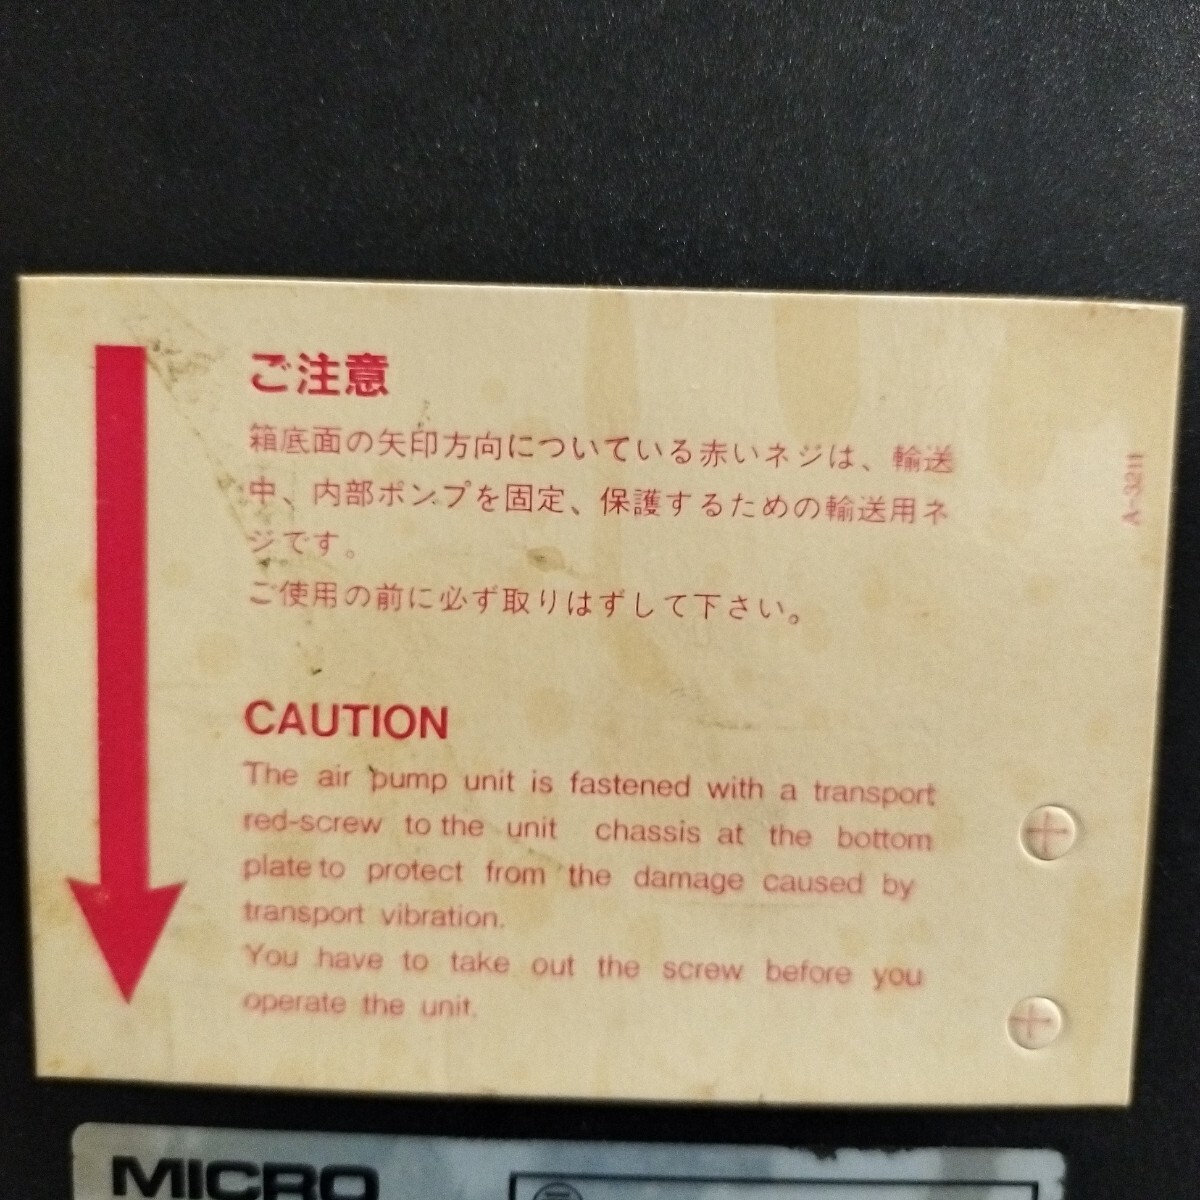 ご注意
箱底面の矢印方向についている赤いネジは、輸送
中、内部ポンプを固定、保護するための輸送用ネ
ジです。
ご使用の前に必ず取りはずして下さい。
A-3211
CAUTION
The air pump unit is fastened with a transport
red-screw to the unit chassis at the bottom
plate to protect from the damage caused by
transport vibration.
You have to take out the screw before you
operate the unit.
MICRO